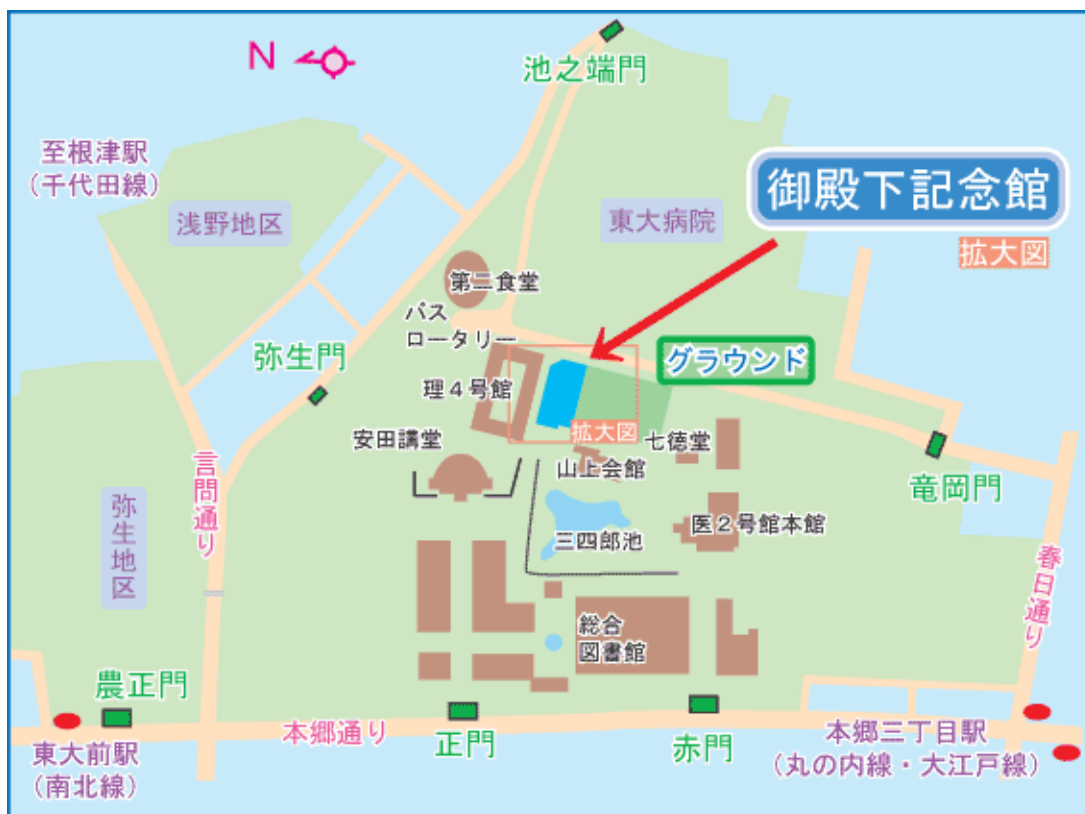 N
池之端門
至根津駅
(千代田線)
浅野地区
東大病院
御殿下記念館
拡大図
第二食堂
バス
ロータリー
弥生門
理4号館
グラウンド
拡大図
安田講堂
七徳堂
山上会館
竜岡門
言問通り
弥生地区
医2号館本館
三四郎池
春日通り
総合
図書館
農正門
本郷通り
正門
赤門
東大前駅
(南北線)
本郷三丁目駅
(丸の内線・大江戸線)